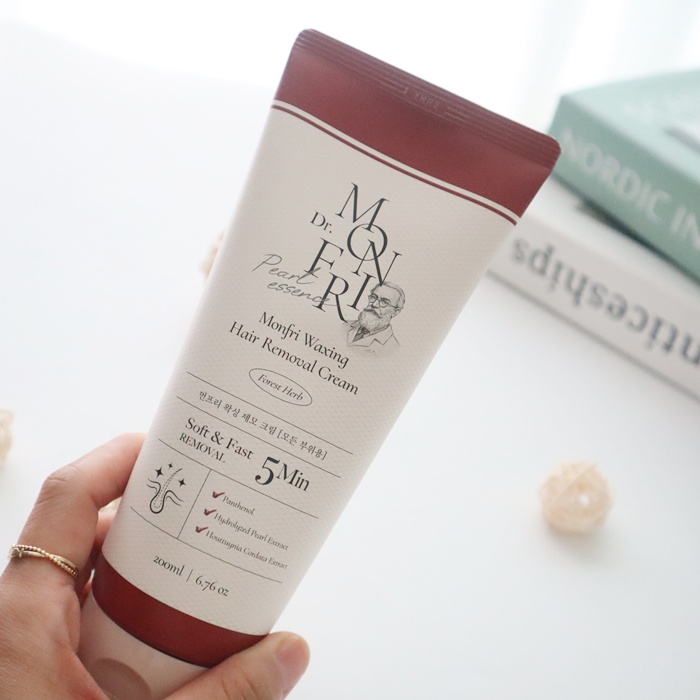 Dr.
MONFRI
Pearl
essence
Monfri Waxing
Hair Removal Cream
Forest Herb
먼프리 왁싱 제모 크림 [모든 부위용]
Soft & Fast
REMOVAL
5 Min
Panthenol
Hydrolyzed Pearl Extract
Houttuynia Cordata Extract
200ml | 6.76 oz
NORDIC IN
nticeships